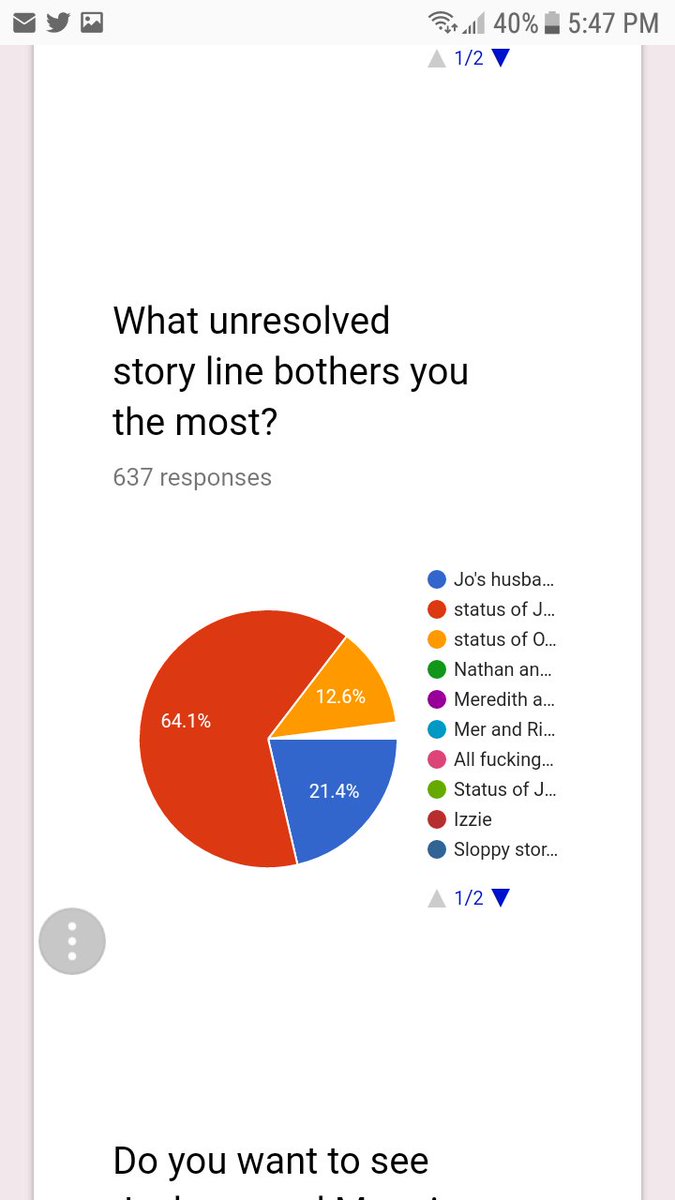 40% 5:47 PM
1/2
What unresolved
story line bothers you
the most?
637 responses
Jo's husba...
status of J...
status of O...
Nathan an...
Meredith a...
Mer and Ri...
All fucking...
Status of J...
Izzie
Sloppy stor...
64.1%
12.6%
21.4%
1/2
Do you want to see